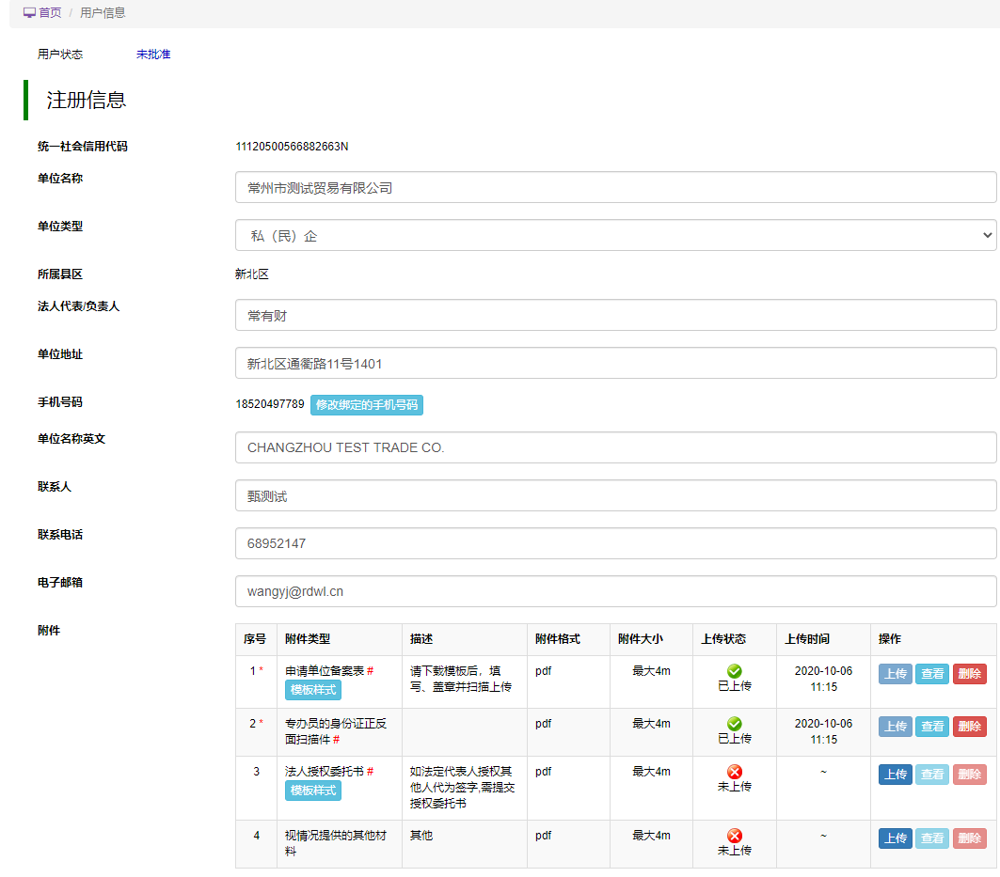 首页 / 用户信息
用户状态 未批准
注册信息
统一社会信用代码 11120500566882663N
单位名称 常州市测试贸易有限公司
单位类型 私（民）企
所属县区 新北区
法人代表/负责人 常有财
单位地址 新北区通衢路11号1401
手机号码 18520497789 修改绑定的手机号码
单位名称英文 CHANGZHOU TEST TRADE CO.
联系人 甄测试
联系电话 68952147
电子邮箱 wangyj@rdwl.cn
附件
序号 附件类型 描述 附件格式 附件大小 上传状态 上传时间 操作
1 * 申请单位备案表 # 请下载模板后，填 pdf 最大4m 2020-10-06 上传 查看 删除
模板样式 写、盖章并扫描上传 已上传 11:15
2 * 专办员的身份证正反 pdf 最大4m 2020-10-06 上传 查看 删除
面扫描件 # 已上传 11:15
3 法人授权委托书 # 如法定代表人授权其 pdf 最大4m ~ 上传 查看 删除
模板样式 他人代为签字,需提交 未上传
授权委托书
4 视情况提供的其他材 其他 pdf 最大4m ~ 上传 查看 删除
料 未上传